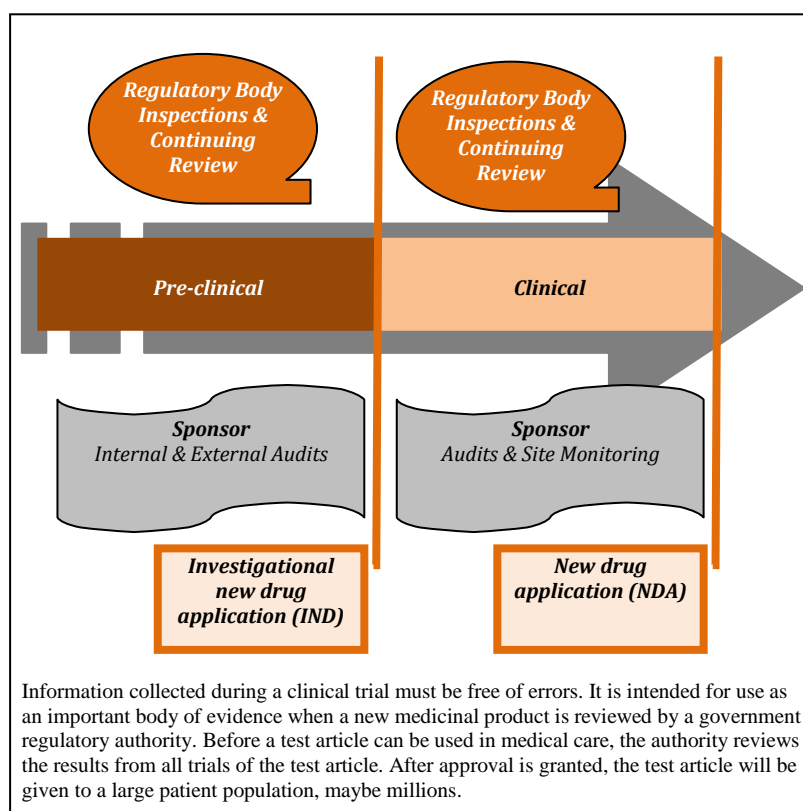 Regulatory Body
Inspections &
Continuing
Review
Regulatory Body
Inspections &
Continuing
Review
Pre-clinical
Clinical
Sponsor
Internal & External Audits
Sponsor
Audits & Site Monitoring
Investigational
new drug
application (IND)
New drug
application (NDA)
Information collected during a clinical trial must be free of errors. It is intended for use as
an important body of evidence when a new medicinal product is reviewed by a government
regulatory authority. Before a test article can be used in medical care, the authority reviews
the results from all trials of the test article. After approval is granted, the test article will be
given to a large patient population, maybe millions.